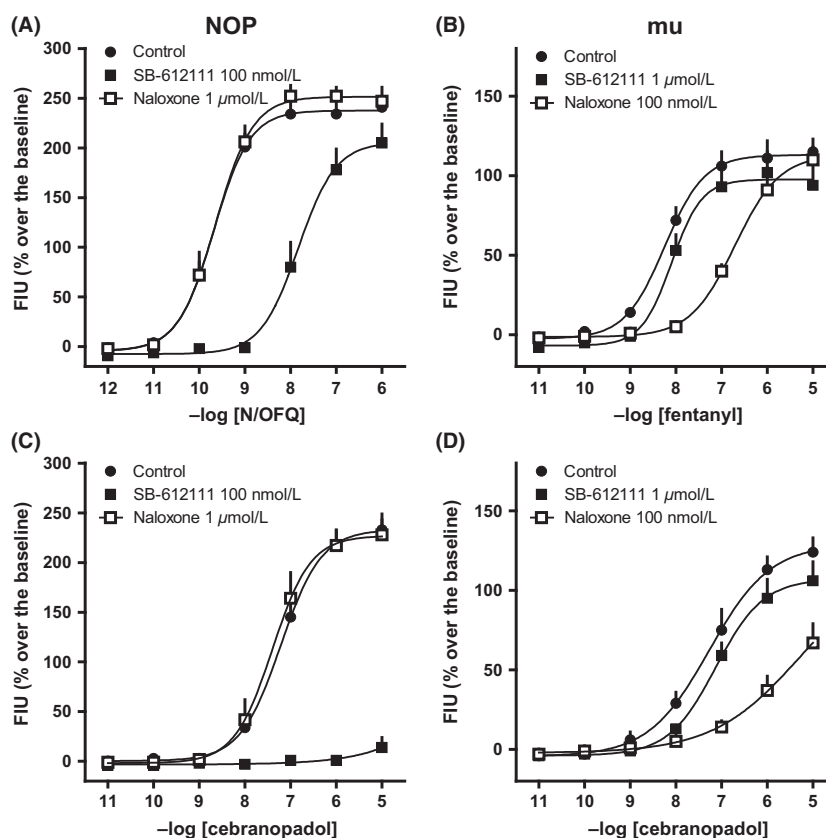 (A)
NOP
Control
SB-612111 100 nmol/L
Naloxone 1 µmol/L
FIU (% over the baseline)
300
250
200
150
100
50
0
12 11 10 9 8 7 6
–log [N/OFQ]
(B)
mu
Control
SB-612111 1 µmol/L
Naloxone 100 nmol/L
FIU (% over the baseline)
150
100
50
0
11 10 9 8 7 6 5
–log [fentanyl]
(C)
Control
SB-612111 100 nmol/L
Naloxone 1 µmol/L
FIU (% over the baseline)
300
250
200
150
100
50
0
11 10 9 8 7 6 5
–log [cebranopadol]
(D)
Control
SB-612111 1 µmol/L
Naloxone 100 nmol/L
FIU (% over the baseline)
150
100
50
0
11 10 9 8 7 6 5
–log [cebranopadol]